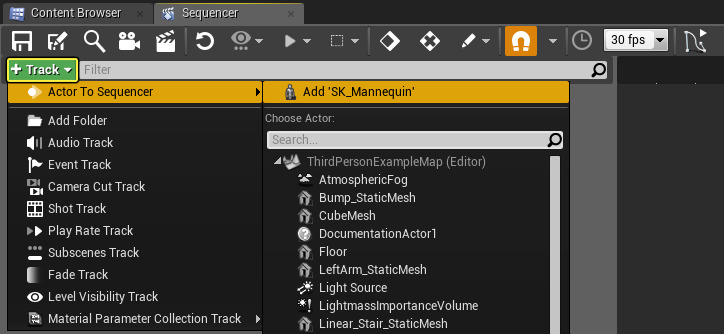 Content Browser
Sequencer
30 fps
Track
Filter
Actor To Sequencer
Add 'SK_Mannequin'
Add Folder
Choose Actor:
Audio Track
Search...
Event Track
ThirdPersonExampleMap (Editor)
Camera Cut Track
AtmosphericFog
Shot Track
Bump_StaticMesh
Play Rate Track
CubeMesh
Subscenes Track
DocumentationActor1
Fade Track
Floor
Level Visibility Track
LeftArm_StaticMesh
Material Parameter Collection Track
Light Source
LightmassImportanceVolume
Linear_Stair_StaticMesh